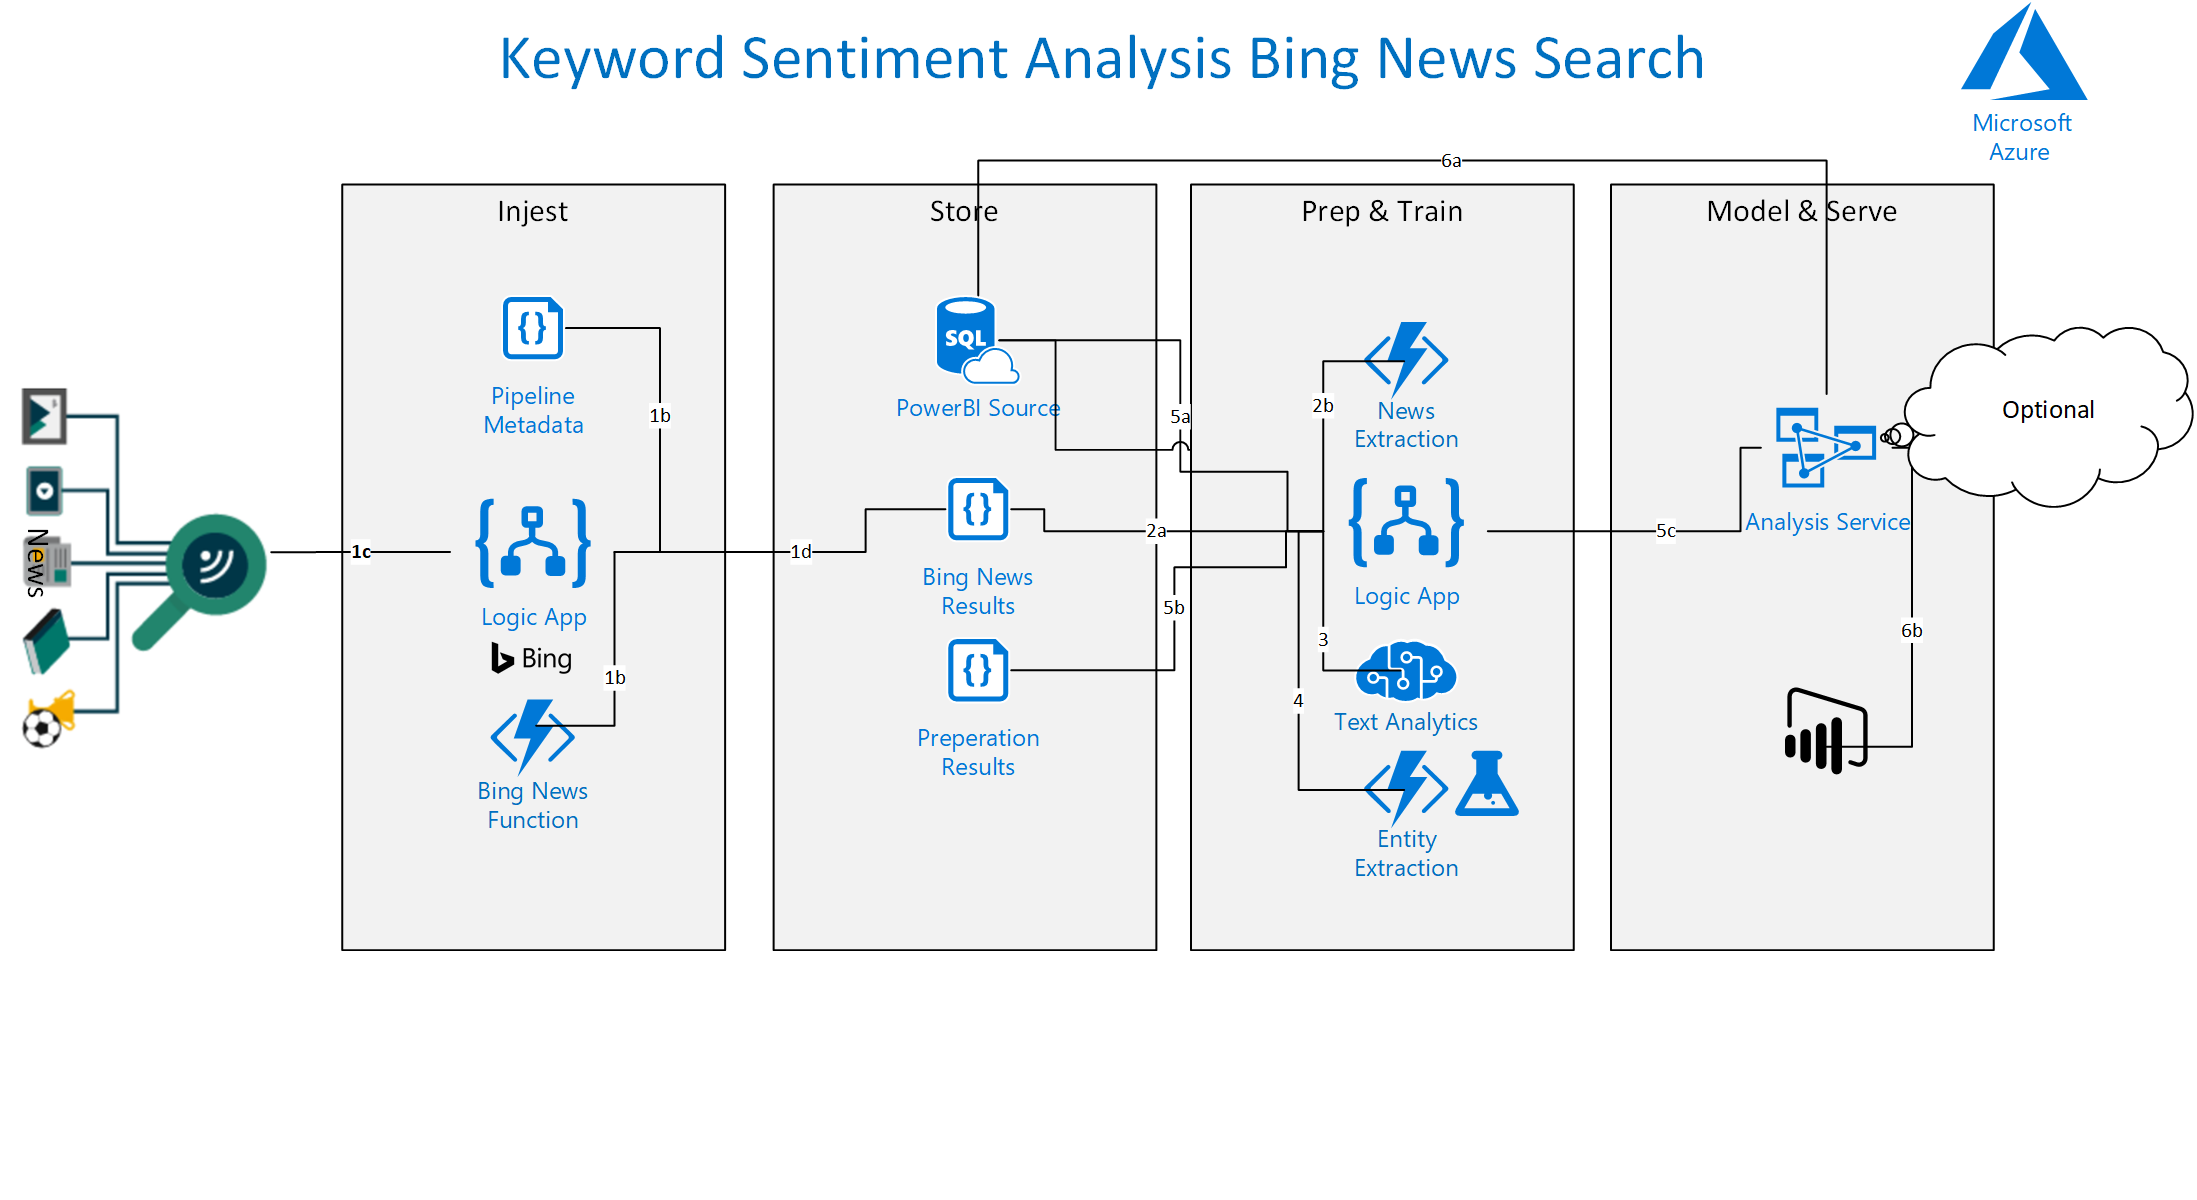 Keyword Sentiment Analysis Bing News Search
Microsoft
Azure
6a
Injest
Store
Prep & Train
Model & Serve
{}
Pipeline
Metadata
1b
SQL
PowerBI Source
5a
2b
News
Extraction
Optional
News
1c
Logic App
Bing
1b
Bing News
Function
1d
{}
Bing News
Results
2a
5b
{}
Preperation
Results
Logic App
3
4
Text Analytics
Entity
Extraction
5c
Analysis Service
6b